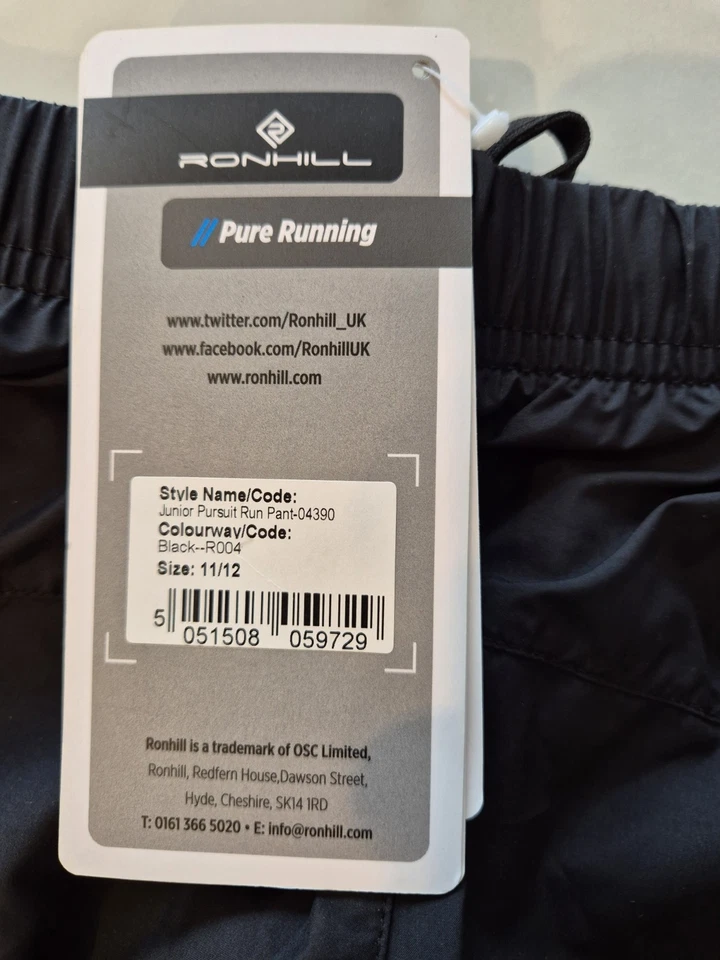 RONHILL
Pure Running
www.twitter.com/Ronhill_UK
www.facebook.com/RonhillUK
www.ronhill.com
Style Name/Code:
Junior Pursuit Run Pant-04390
Colourway/Code:
Black--R004
Size: 11/12
5 051508 059729
Ronhill is a trademark of OSC Limited,
Ronhill, Redfern House,Dawson Street,
Hyde, Cheshire, SK14 1RD
T: 0161 366 5020 • E: info@ronhill.com